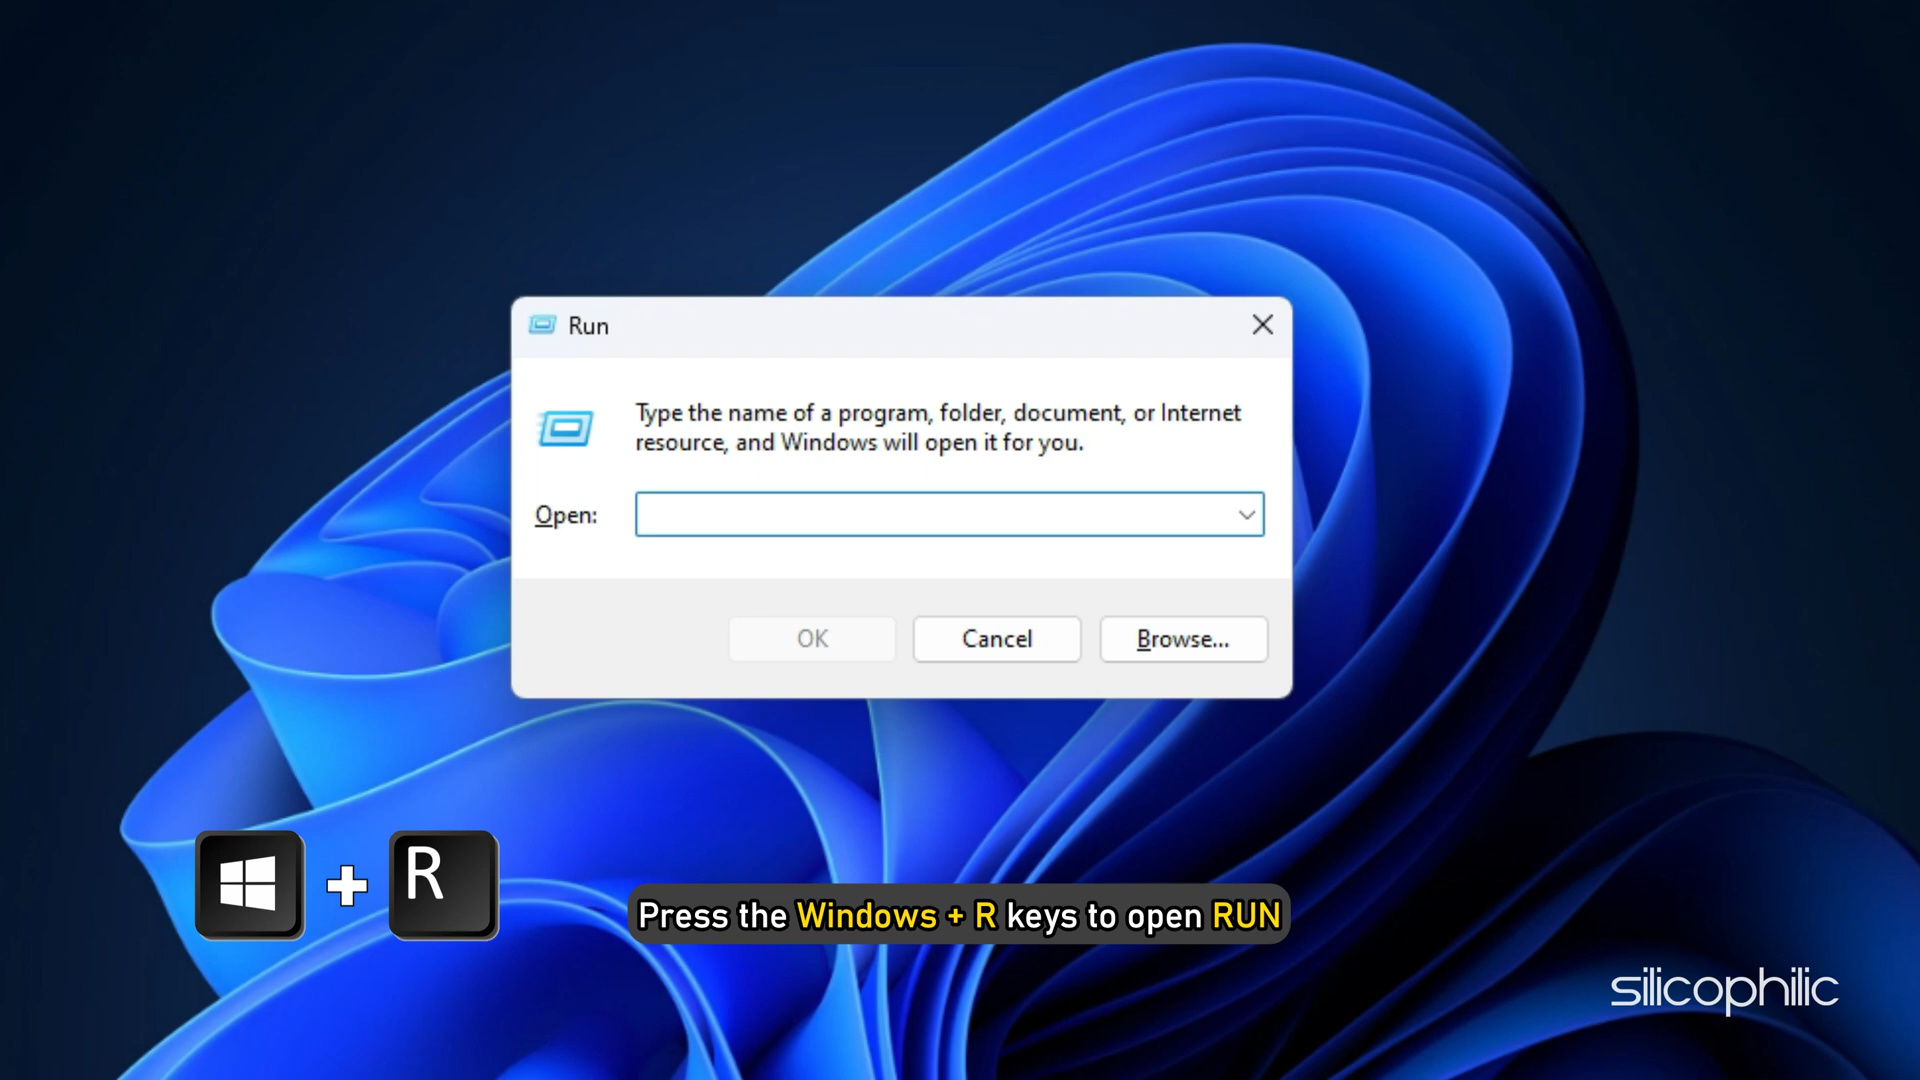 Run
Type the name of a program, folder, document, or Internet
resource, and Windows will open it for you.
Open:
OK
Cancel
Browse...
R
Press the Windows + R keys to open RUN
silicophilic